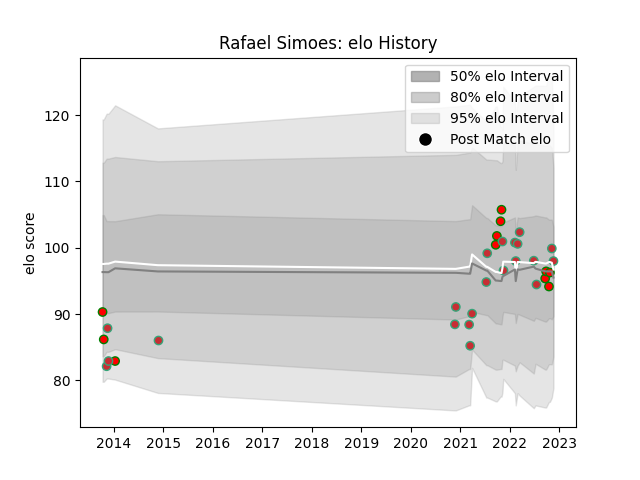 Rafael Simoes: elo History
50% elo Interval
80% elo Interval
95% elo Interval
Post Match elo
elo score
120
110
100
90
80
2014 2015 2016 2017 2018 2019 2020 2021 2022 2023